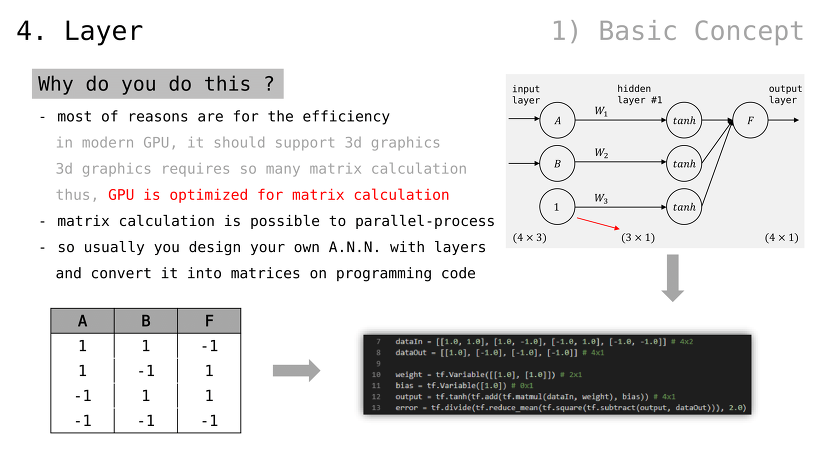 4. Layer
1) Basic Concept
Why do you do this ?
- most of reasons are for the efficiency
in modern GPU, it should support 3d graphics
3d graphics requires so many matrix calculation
thus, GPU is optimized for matrix calculation
- matrix calculation is possible to parallel-process
- so usually you design your own A.N.N. with layers
and convert it into matrices on programming code
input layer
hidden layer #1
output layer
A W₁ tanh F
B W₂ tanh
1 W₃ tanh
(4 × 3) (3 × 1) (4 × 1)
A B F
1 1 -1
1 -1 1
-1 1 1
-1 -1 -1
7 dataIn = [[1.0, 1.0], [1.0, -1.0], [-1.0, 1.0], [-1.0, -1.0]] # 4x2
8 dataOut = [[1.0], [-1.0], [-1.0], [-1.0]] # 4x1
9
10 weight = tf.Variable([[1.0], [1.0]]) # 2x1
11 bias = tf.Variable([1.0]) # 0x1
12 output = tf.tanh(tf.add(tf.matmul(dataIn, weight), bias)) # 4x1
13 error = tf.divide(tf.reduce_mean(tf.square(tf.subtract(output, dataOut))), 2.0)